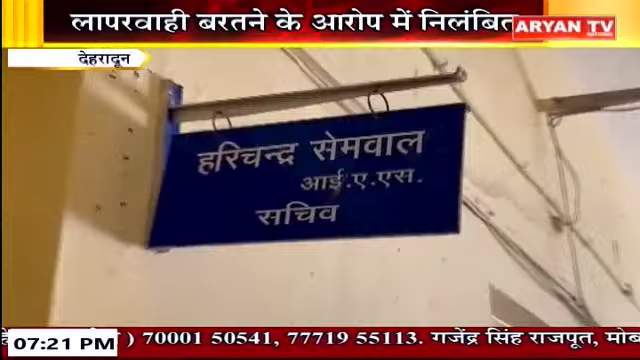 लापरवाही बरतने के आरोप में निलंबित
ARYAN TV
देहरादून
हरिचन्द्र सेमवाल
आई.ए.एस.
सचिव
07:21 PM
) 70001 50541, 77719 55113. गजेंद्र सिंह राजपूत, मोब